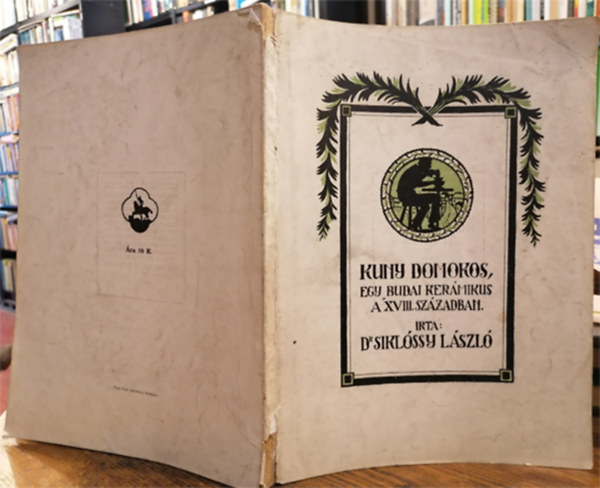 KUNY DOMOKOS,
EGY BUDAI KERÁMIKUS
A XVIII. SZÁZADBAN.
IRTA:
DR SIKLÓSSY LÁSZLÓ
Ára 10 K.